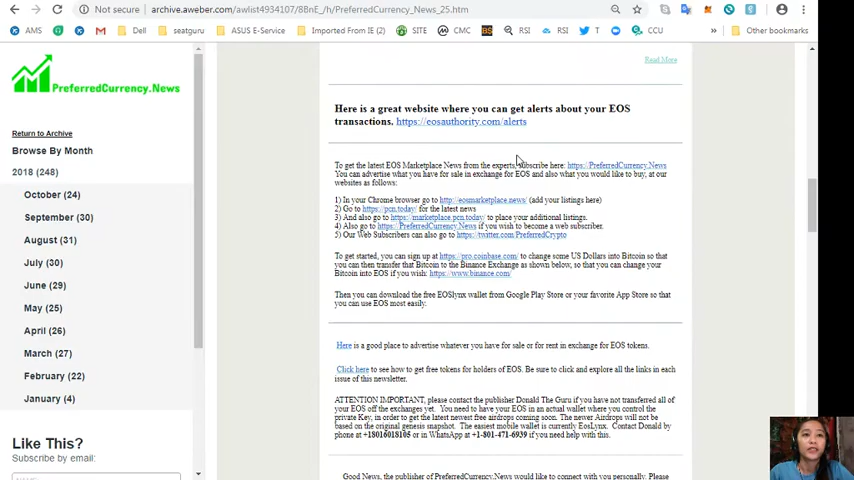 Not secure | archive.aweber.com/awlist4934107/8BnE_/h/PreferredCurrency_News_25.htm
AMS
Dell
seatguru
ASUS E-Service
Imported From IE (2)
SITE
CMC
BS
RSI
RSI
T
CCU
»
Other bookmarks
PreferredCurrency.News
Return to Archive
Browse By Month
2018 (248)
October (24)
September (30)
August (31)
July (30)
June (29)
May (25)
April (26)
March (27)
February (22)
January (4)
Like This?
Subscribe by email:
Read More
Here is a great website where you can get alerts about your EOS
transactions. https://eosauthority.com/alerts
To get the latest EOS Marketplace News from the experts, subscribe here: https://PreferredCurrency.News
You can advertise what you have for sale in exchange for EOS and also what you would like to buy, at our
websites as follows:
1) In your Chrome browser go to http://eosmarketplace.news/ (add your listings here)
2) Go to https://pcn.today/ for the latest news
3) And also go to https://marketplace.pcn.today/ to place your additional listings.
4) Also go to https://PreferredCurrency.News if you wish to become a web subscriber.
5) Our Web Subscribers can also go to https://twitter.com/PreferredCrypto
To get started, you can sign up at https://pro.coinbase.com/ to change some US Dollars into Bitcoin so that
you can then transfer that Bitcoin to the Binance Exchange as shown below, so that you can change your
Bitcoin into EOS if you wish: https://www.binance.com/
Then you can download the free EOSlynx wallet from Google Play Store or your favorite App Store so that
you can use EOS most easily.
Here is a good place to advertise whatever you have for sale or for rent in exchange for EOS tokens.
Click here to see how to get free tokens for holders of EOS. Be sure to click and explore all the links in each
issue of this newsletter.
ATTENTION IMPORTANT, please contact the publisher Donald The Guru if you have not transferred all of
your EOS off the exchanges yet. You need to have your EOS in an actual wallet where you control the
private Key, in order to get the latest newest free airdrops coming soon. The newer Airdrops will not be
based on the original genesis snapshot. The easiest mobile wallet is currently EosLynx. Contact Donald by
phone at +18016018105 or in WhatsApp at +1-801-471-6939 if you need help with this.
Good News, the publisher of PreferredCurrency.News would like to connect with you personally. Please